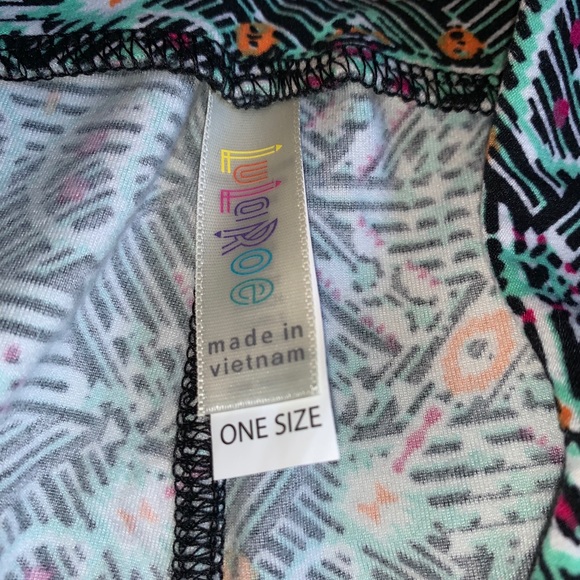 LuLaRoe
made in
vietnam
ONE SIZE